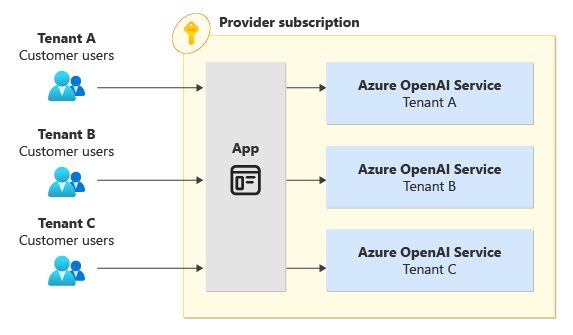 Provider subscription
Tenant A
Customer users
Tenant B
Customer users
Tenant C
Customer users
App
Azure OpenAI Service
Tenant A
Azure OpenAI Service
Tenant B
Azure OpenAI Service
Tenant C